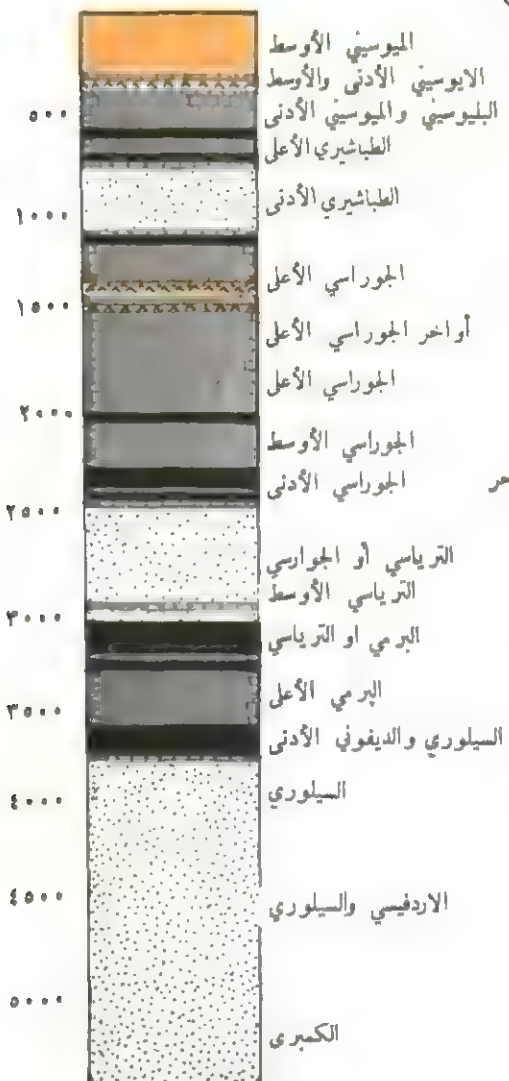 الميوسيني الأوسط
الايوسيني الأدنى والأوسط
٥٠٠ البليوسيني والميوسيني الأدنى
الطباشيري الأعلى
١٠٠٠ الطباشيري الأدنى
الجوراسي الأعلى
١٥٠٠
أواخر الجوراسي الأعلى
الجوراسي الأعلى
٢٠٠٠
الجوراسي الأوسط
الجوراسي الأدنى حر
٢٥٠٠
الترياسي أو الجوارسي
الترياسي الأوسط
٣٠٠٠ البرمي او الترياسي
البرمي الأعلى
٣٥٠٠
السيلوري والديفوني الأدنى
السيلوري
٤٠٠٠
٤٥٠٠ الاردفيسي والسيلوري
٥٠٠٠
الكمبري